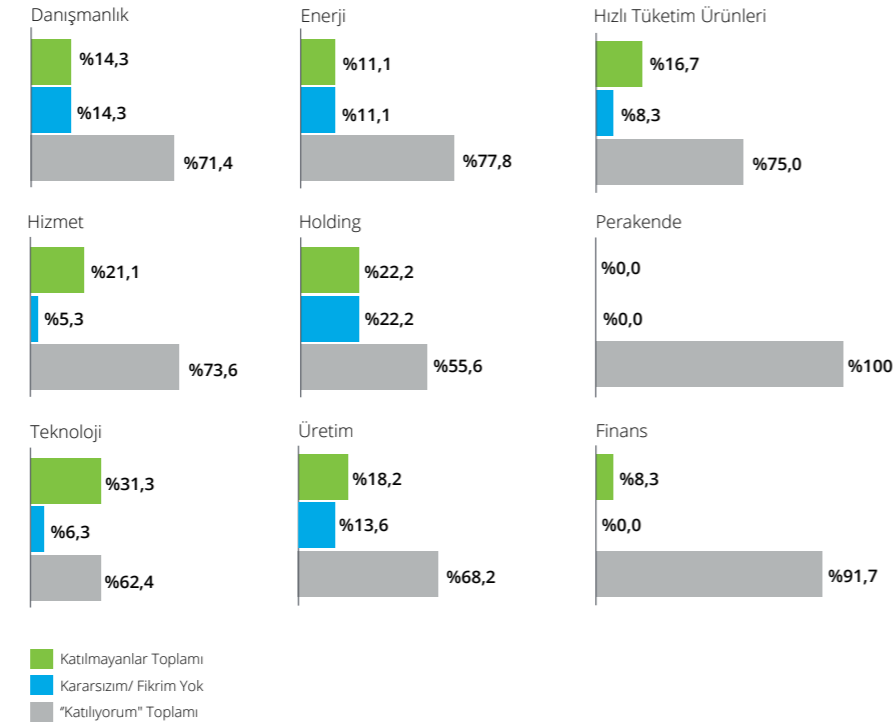 Danışmanlık
%14,3
%14,3
%71,4
Enerji
%11,1
%11,1
%77,8
Hızlı Tüketim Ürünleri
%16,7
%8,3
%75,0
Hizmet
%21,1
%5,3
%73,6
Holding
%22,2
%22,2
%55,6
Perakende
%0,0
%0,0
%100
Teknoloji
%31,3
%6,3
%62,4
Üretim
%18,2
%13,6
%68,2
Finans
%8,3
%0,0
%91,7
Katılmayanlar Toplamı
Kararsızım/ Fikrim Yok
"Katılıyorum" Toplamı